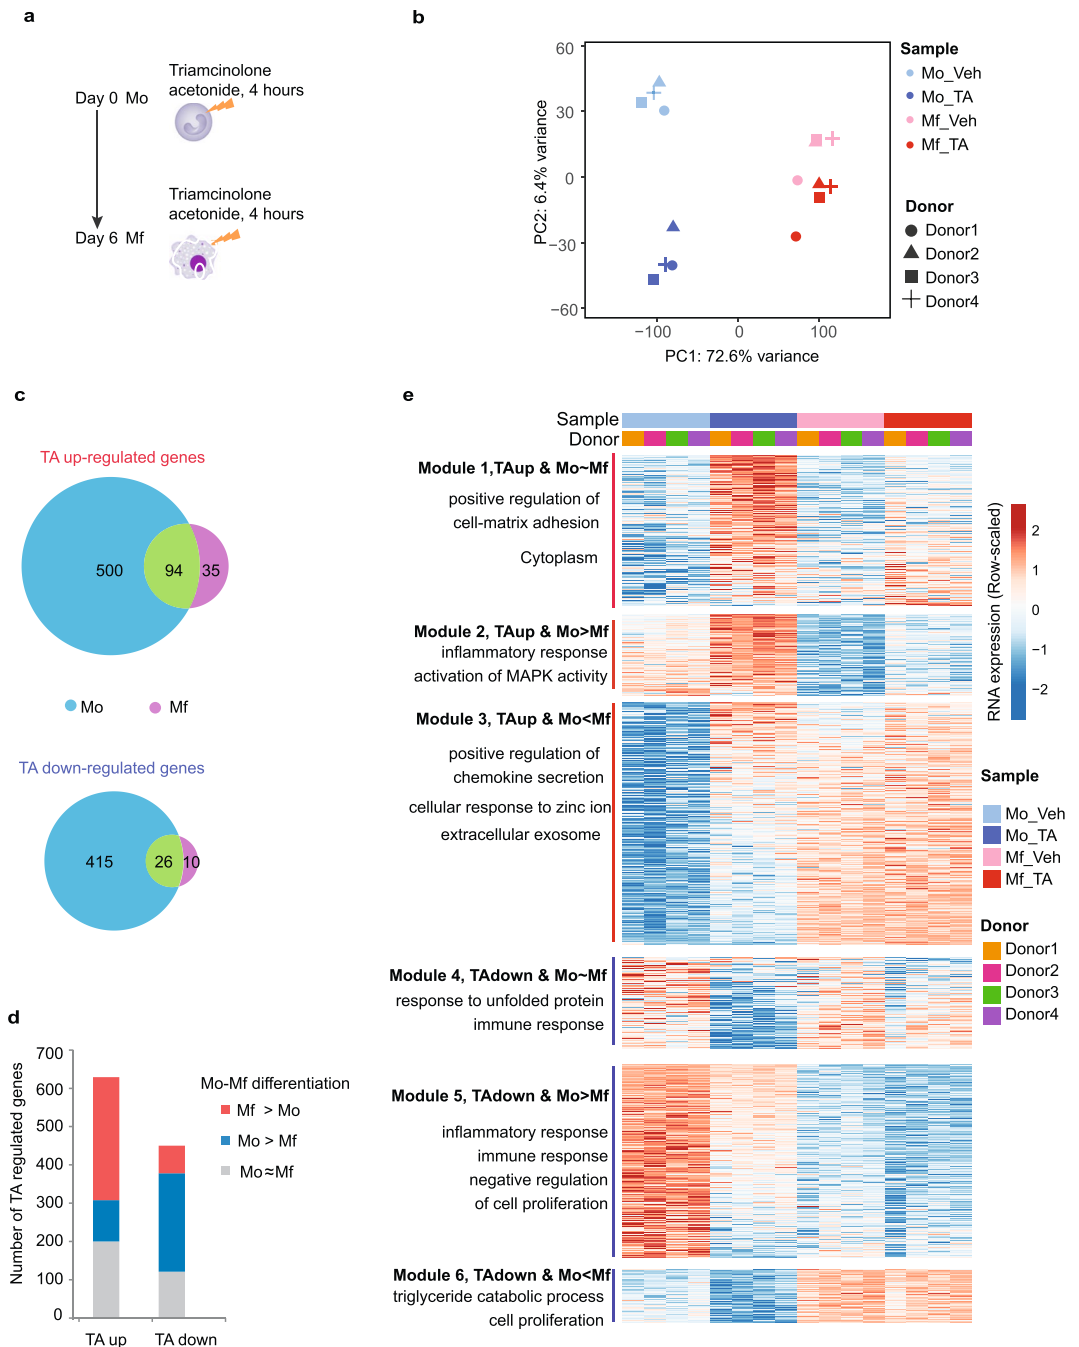 a
Triamcinolone
acetonide, 4 hours
Day 0 Mo
Triamcinolone
acetonide, 4 hours
Day 6 Mf
b
60
30
0
−30
−60
PC2: 6.4% variance
−100
0
100
PC1: 72.6% variance
Sample
Mo_Veh
Mo_TA
Mf_Veh
Mf_TA
Donor
Donor1
Donor2
Donor3
Donor4
c
TA up-regulated genes
500
94
35
Mo
Mf
TA down-regulated genes
415
26
10
d
700
600
500
400
300
200
100
0
Number of TA regulated genes
TA up
TA down
Mo-Mf differentiation
Mf > Mo
Mo > Mf
Mo≈Mf
e
Sample
Donor
Module 1,TAup & Mo~Mf
positive regulation of
cell-matrix adhesion
Cytoplasm
Module 2, TAup & Mo>Mf
inflammatory response
activation of MAPK activity
Module 3, TAup & Mo<Mf
positive regulation of
chemokine secretion
cellular response to zinc ion
extracellular exosome
Module 4, TAdown & Mo~Mf
response to unfolded protein
immune response
Module 5, TAdown & Mo>Mf
inflammatory response
immune response
negative regulation
of cell proliferation
Module 6, TAdown & Mo<Mf
triglyceride catabolic process
cell proliferation
RNA expression (Row-scaled)
2
1
0
−1
−2
Sample
Mo_Veh
Mo_TA
Mf_Veh
Mf_TA
Donor
Donor1
Donor2
Donor3
Donor4